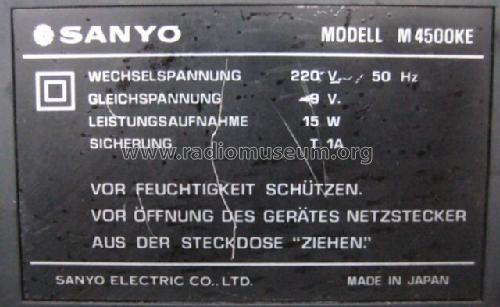 SANYO MODELL M4500KE
WECHSELSPANNUNG 220 V~/ 50 Hz
GLEICHSPANNUNG 9 V.
LEISTUNGSAUFNAHME 15 W
SICHERUNG T 1A
www.radiomuseum.org
VOR FEUCHTIGKEIT SCHÜTZEN.
VOR ÖFFNUNG DES GERÄTES NETZSTECKER
AUS DER STECKDOSE "ZIEHEN."
SANYO ELECTRIC CO., LTD. MADE IN JAPAN